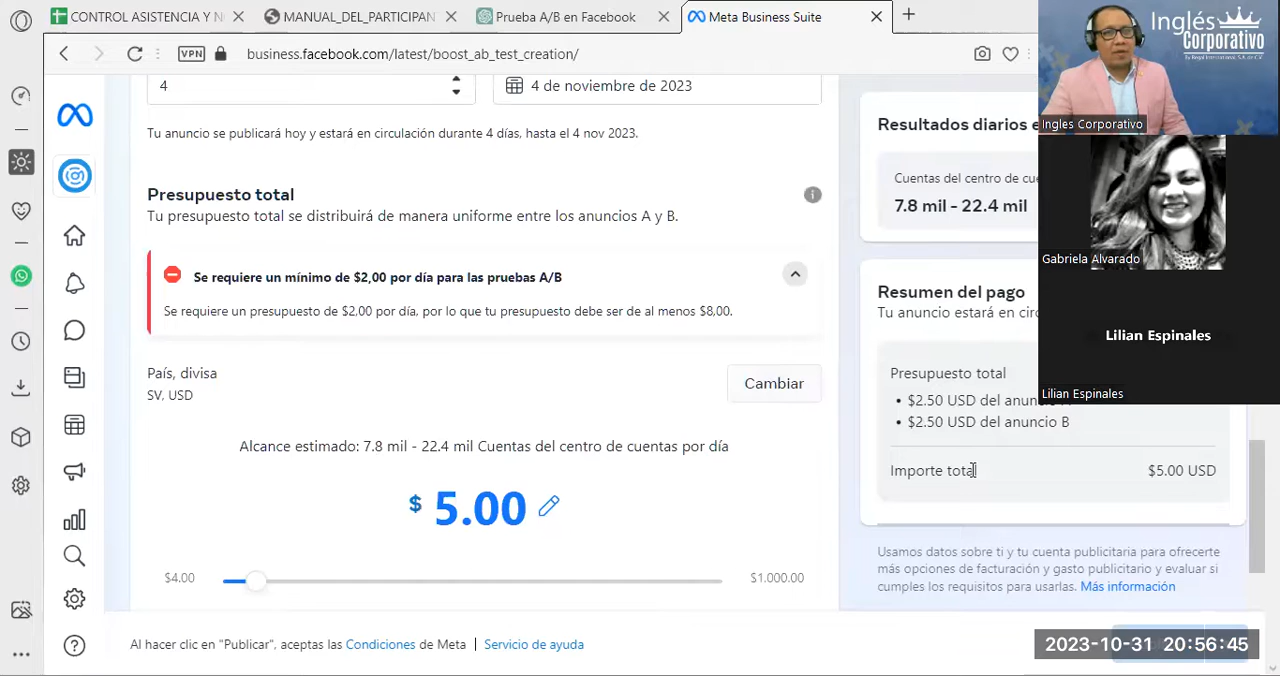 CONTROL ASISTENCIA Y N
MANUAL_DEL_PARTICIPAN
Prueba A/B en Facebook
Meta Business Suite
VPN
business.facebook.com/latest/boost_ab_test_creation/
Inglés
Corporativo
By Regal International, S.A. de C.V.
Ingles Corporativo
4
4 de noviembre de 2023
Tu anuncio se publicará hoy y estará en circulación durante 4 días, hasta el 4 nov 2023.
Presupuesto total
Tu presupuesto total se distribuirá de manera uniforme entre los anuncios A y B.
Se requiere un mínimo de $2,00 por día para las pruebas A/B
Se requiere un presupuesto de $2,00 por día, por lo que tu presupuesto debe ser de al menos $8,00.
País, divisa
SV, USD
Cambiar
Alcance estimado: 7.8 mil - 22.4 mil Cuentas del centro de cuentas por día
$ 5.00
$4.00
$1.000.00
Resultados diarios e
Cuentas del centro de cue
7.8 mil - 22.4 mil
Gabriela Alvarado
Resumen del pago
Tu anuncio estará en circ
Lilian Espinales
Lilian Espinales
Presupuesto total
• $2.50 USD del anunc
• $2.50 USD del anuncio B
Importe total
$5.00 USD
Usamos datos sobre ti y tu cuenta publicitaria para ofrecerte
más opciones de facturación y gasto publicitario y evaluar si
cumples los requisitos para usarlas. Más información
Al hacer clic en "Publicar", aceptas las Condiciones de Meta | Servicio de ayuda
2023-10-31 20:56:45